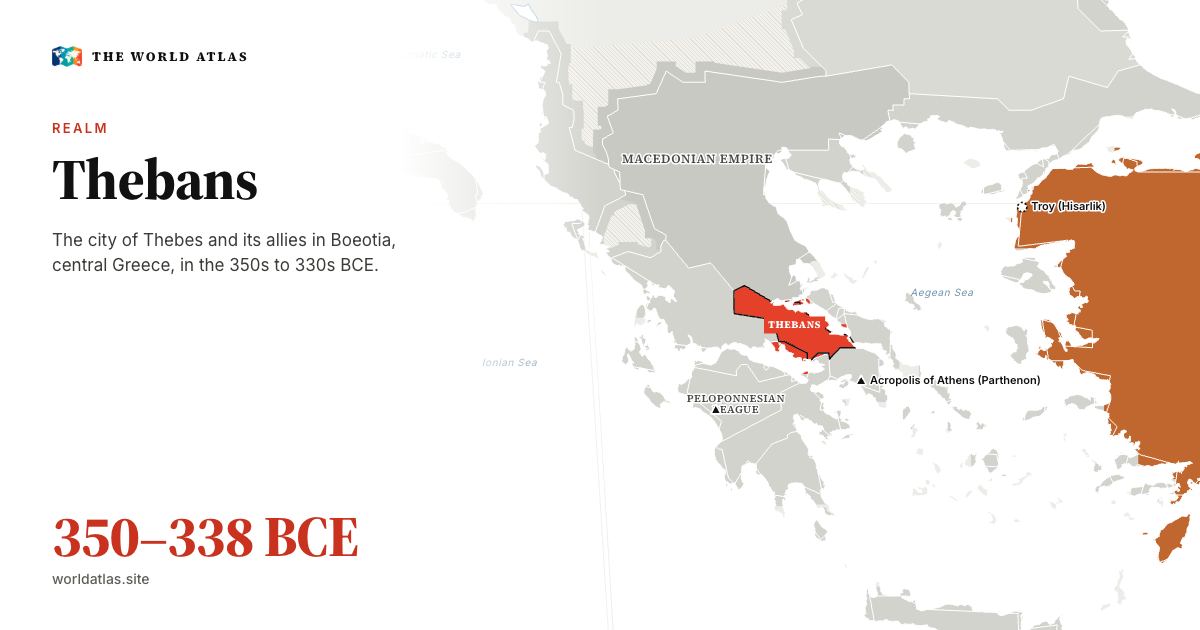 THE WORLD ATLAS
REALM
Thebans
The city of Thebes and its allies in Boeotia,
central Greece, in the 350s to 330s BCE.
350–338 BCE
worldatlas.site
Sea
MACEDONIAN EMPIRE
Troy (Hisarlik)
Aegean Sea
THEBANS
Ionian Sea
Acropolis of Athens (Parthenon)
PELOPONNESIAN
EAGUE